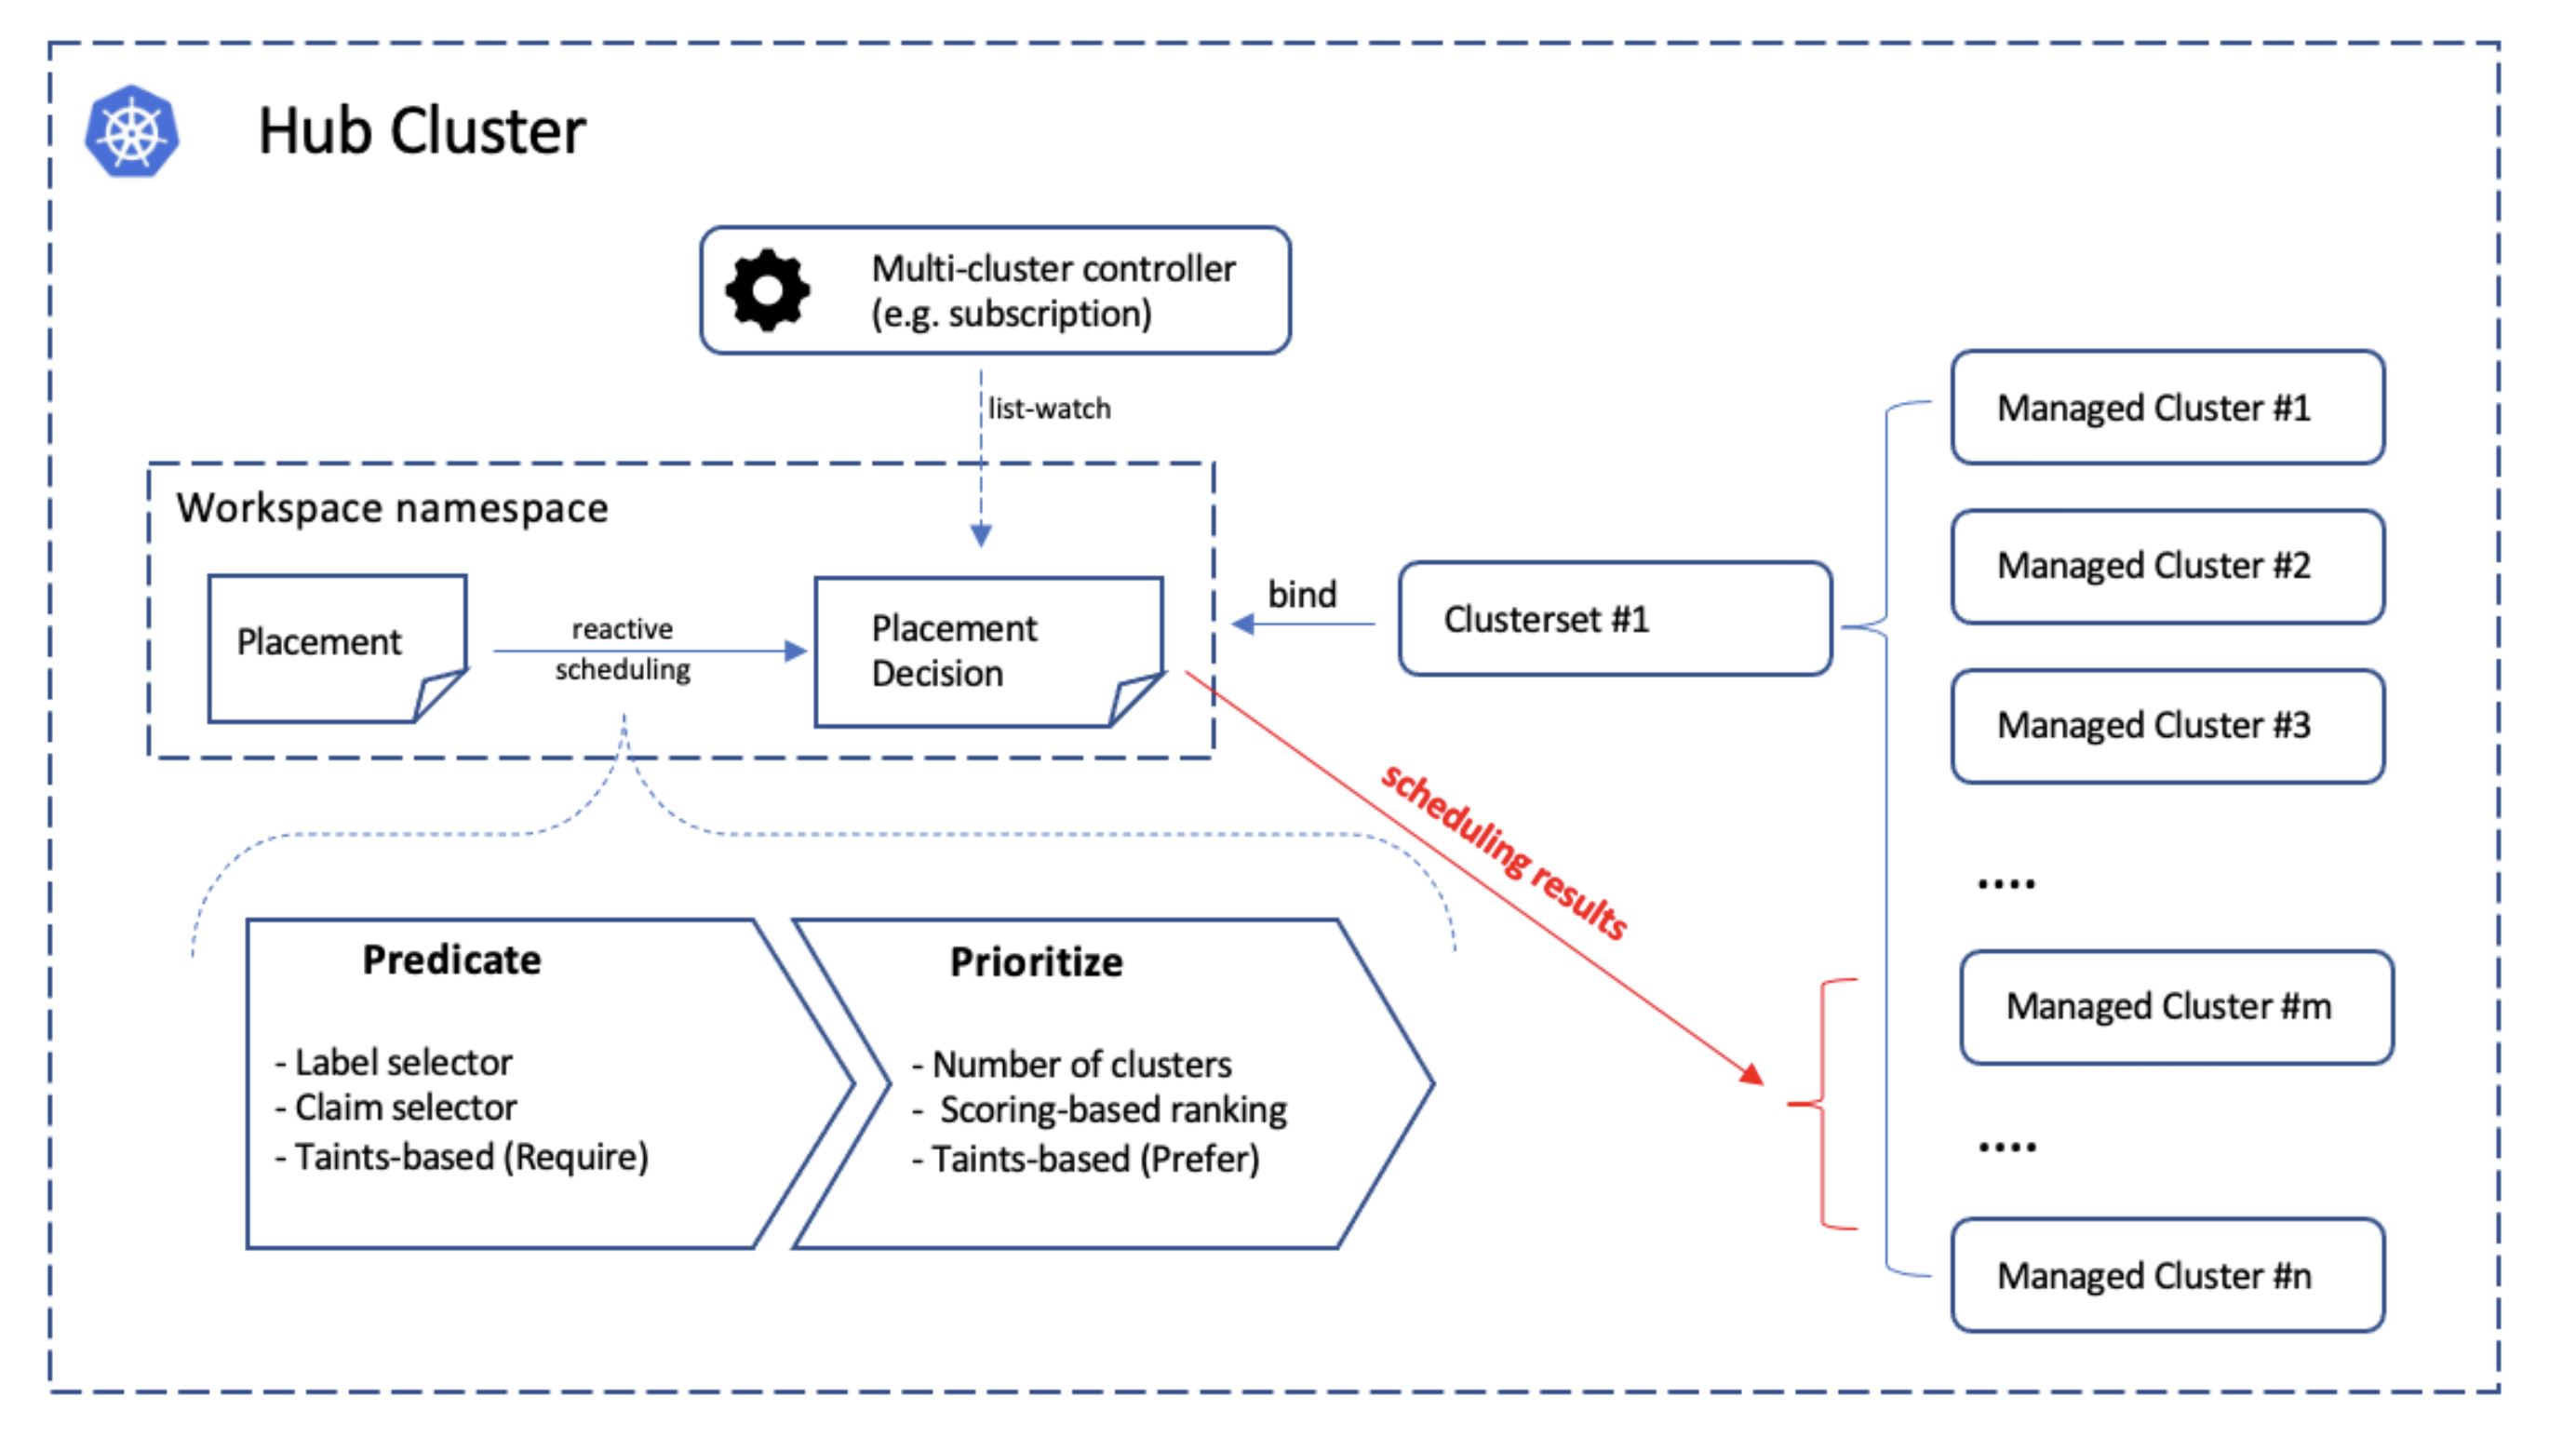 Hub Cluster
Multi-cluster controller
(e.g. subscription)
list-watch
Workspace namespace
Placement
reactive
scheduling
Placement
Decision
bind
Clusterset #1
Managed Cluster #1
Managed Cluster #2
Managed Cluster #3
....
Managed Cluster #m
....
Managed Cluster #n
scheduling results
Predicate
- Label selector
- Claim selector
- Taints-based (Require)
Prioritize
- Number of clusters
- Scoring-based ranking
- Taints-based (Prefer)